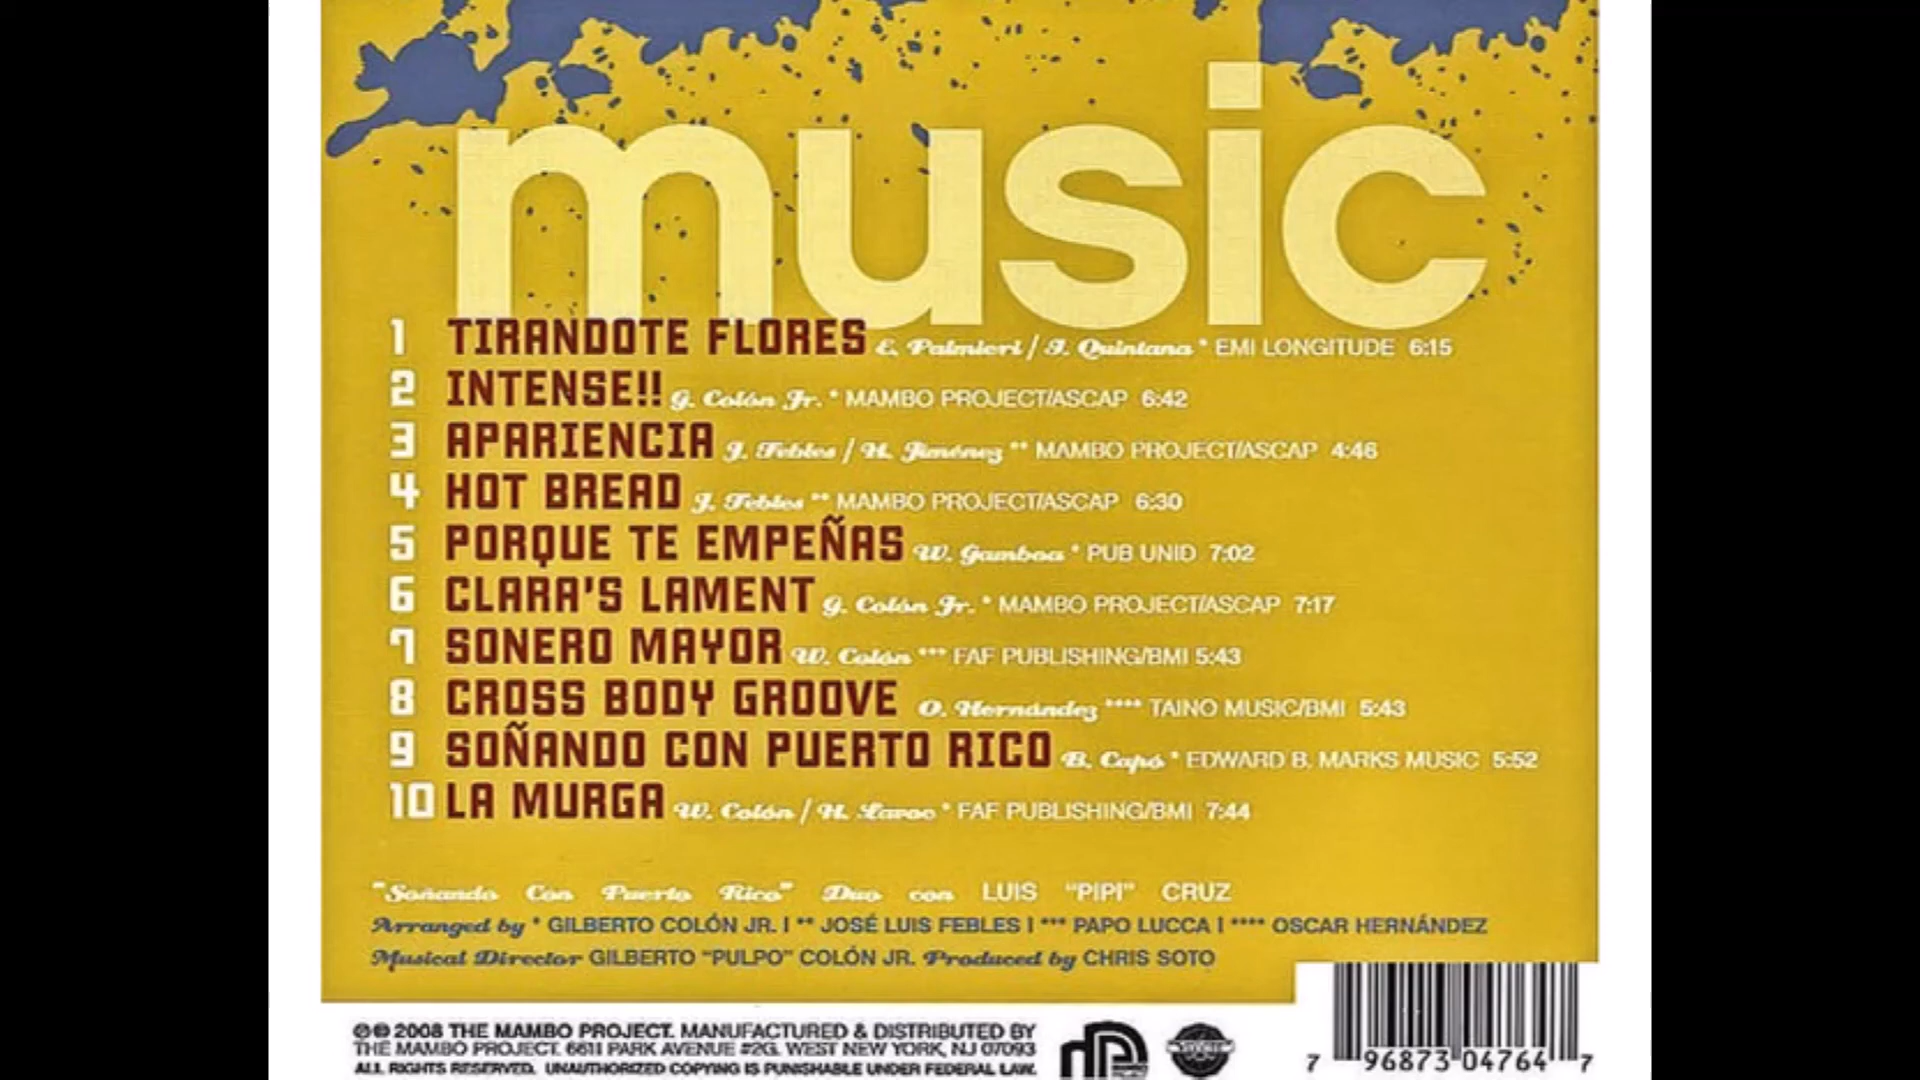 music
1 TIRANDOTE FLORES E. Palmieri / I. Quintana * EMI LONGITUDE 6:15
2 INTENSE!! G. Colón Jr. * MAMBO PROJECT/ASCAP 6:42
3 APARIENCIA J. Febles / H. Jiménez ** MAMBO PROJECT/ASCAP 4:46
4 HOT BREAD J. Febles ** MAMBO PROJECT/ASCAP 6:30
5 PORQUE TE EMPEÑAS W. Gamboa * PUB UNID 7:02
6 CLARA'S LAMENT G. Colón Jr. * MAMBO PROJECT/ASCAP 7:17
7 SONERO MAYOR W. Colón *** FAF PUBLISHING/BMI 5:43
8 CROSS BODY GROOVE O. Hernández **** TAINO MUSIC/BMI 5:43
9 SOÑANDO CON PUERTO RICO B. Capó * EDWARD B. MARKS MUSIC 5:52
10 LA MURGA W. Colón / H. Lavoe * FAF PUBLISHING/BMI 7:44
"Soñando Con Puerto Rico" Duo con LUIS "PIPI" CRUZ
Arranged by * GILBERTO COLÓN JR. | ** JOSÉ LUIS FEBLES | *** PAPO LUCCA | **** OSCAR HERNÁNDEZ
Musical Director GILBERTO "PULPO" COLÓN JR. Produced by CHRIS SOTO
℗© 2008 THE MAMBO PROJECT. MANUFACTURED & DISTRIBUTED BY
THE MAMBO PROJECT. 6611 PARK AVENUE #2G. WEST NEW YORK, NJ 07093
ALL RIGHTS RESERVED. UNAUTHORIZED COPYING IS PUNISHABLE UNDER FEDERAL LAW.
7 96873 04764 7